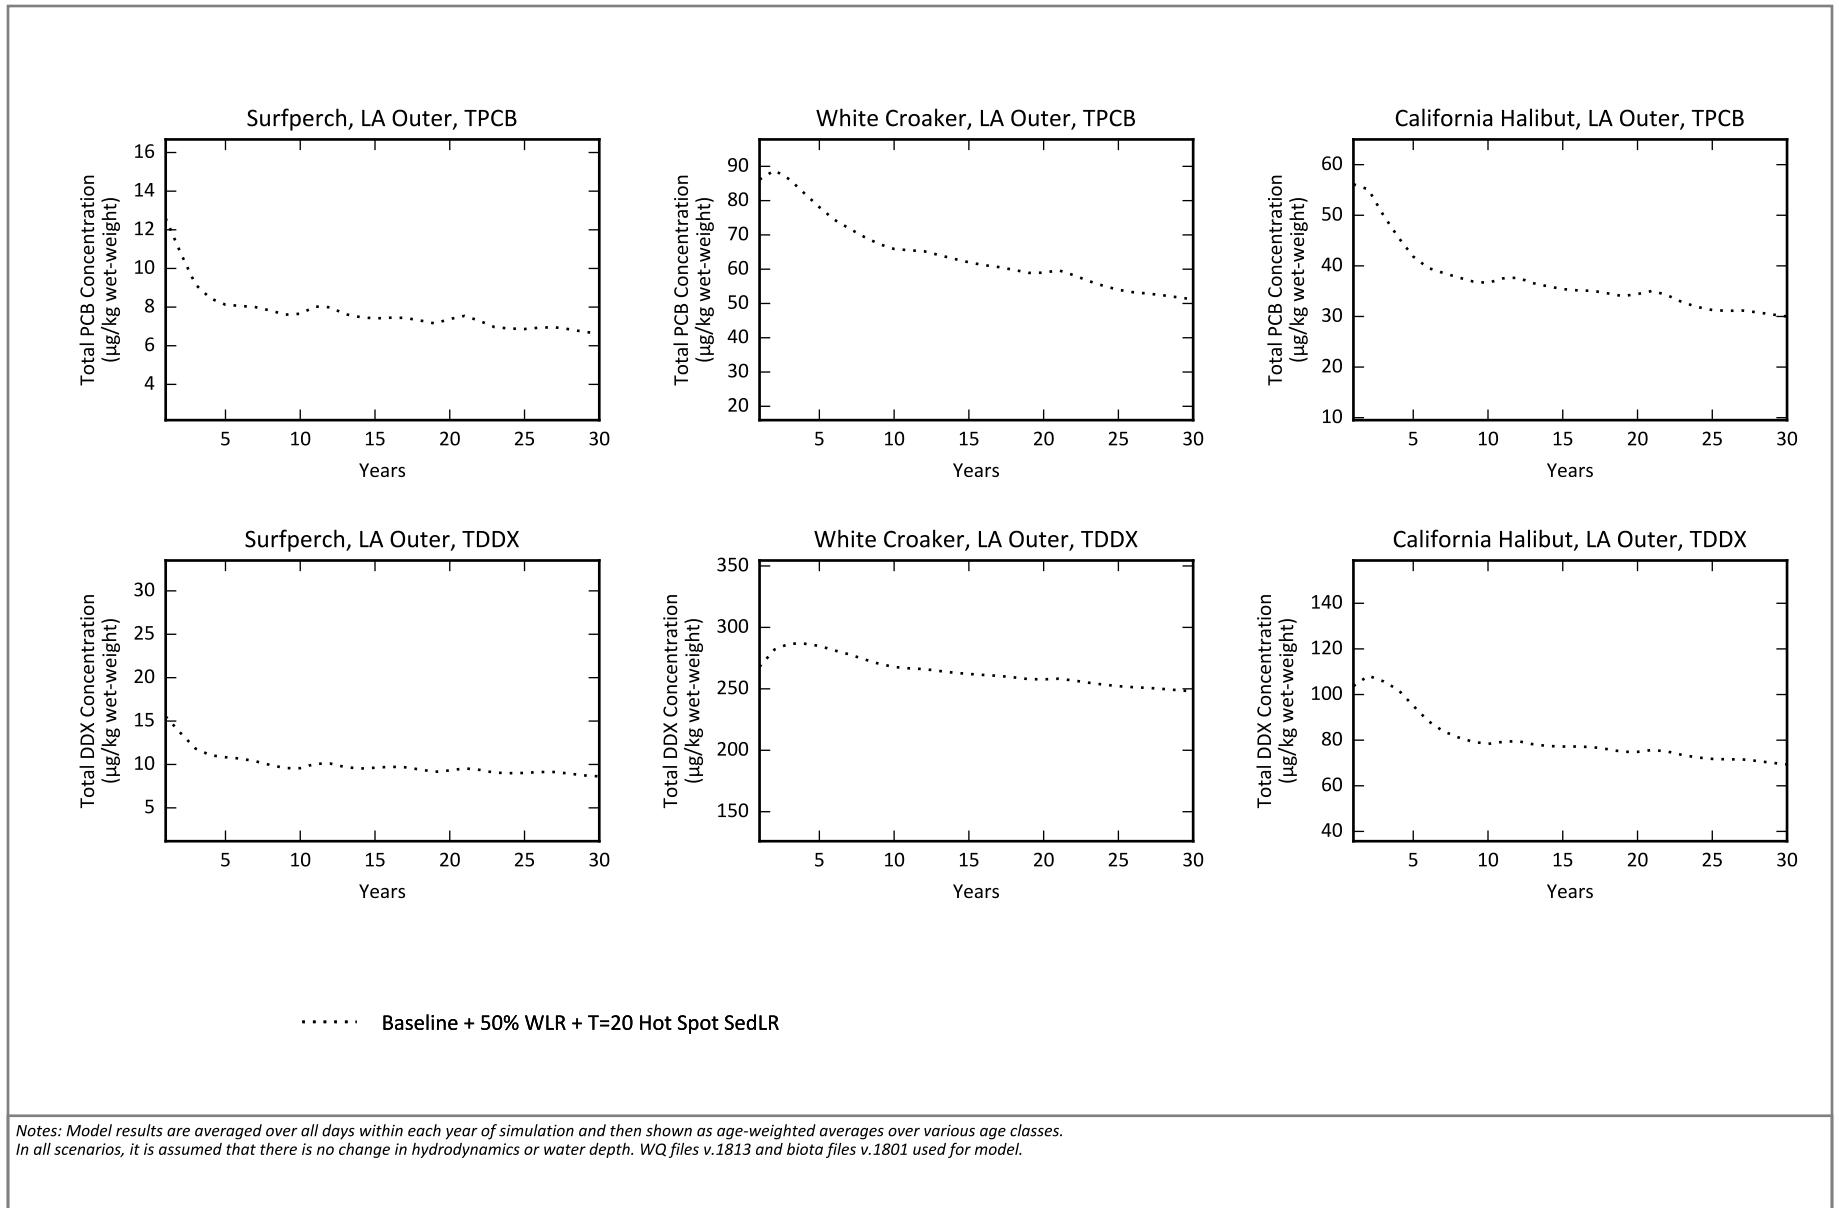 Surfperch, LA Outer, TPCB
Total PCB Concentration
(µg/kg wet-weight)
16
14
12
10
8
6
4
5 10 15 20 25 30
Years
White Croaker, LA Outer, TPCB
Total PCB Concentration
(µg/kg wet-weight)
90
80
70
60
50
40
30
20
5 10 15 20 25 30
Years
California Halibut, LA Outer, TPCB
Total PCB Concentration
(µg/kg wet-weight)
60
50
40
30
20
10
5 10 15 20 25 30
Years
Surfperch, LA Outer, TDDX
Total DDX Concentration
(µg/kg wet-weight)
30
25
20
15
10
5
5 10 15 20 25 30
Years
White Croaker, LA Outer, TDDX
Total DDX Concentration
(µg/kg wet-weight)
350
300
250
200
150
5 10 15 20 25 30
Years
California Halibut, LA Outer, TDDX
Total DDX Concentration
(µg/kg wet-weight)
140
120
100
80
60
40
5 10 15 20 25 30
Years
Baseline + 50% WLR + T=20 Hot Spot SedLR
Notes: Model results are averaged over all days within each year of simulation and then shown as age-weighted averages over various age classes.
In all scenarios, it is assumed that there is no change in hydrodynamics or water depth. WQ files v.1813 and biota files v.1801 used for model.